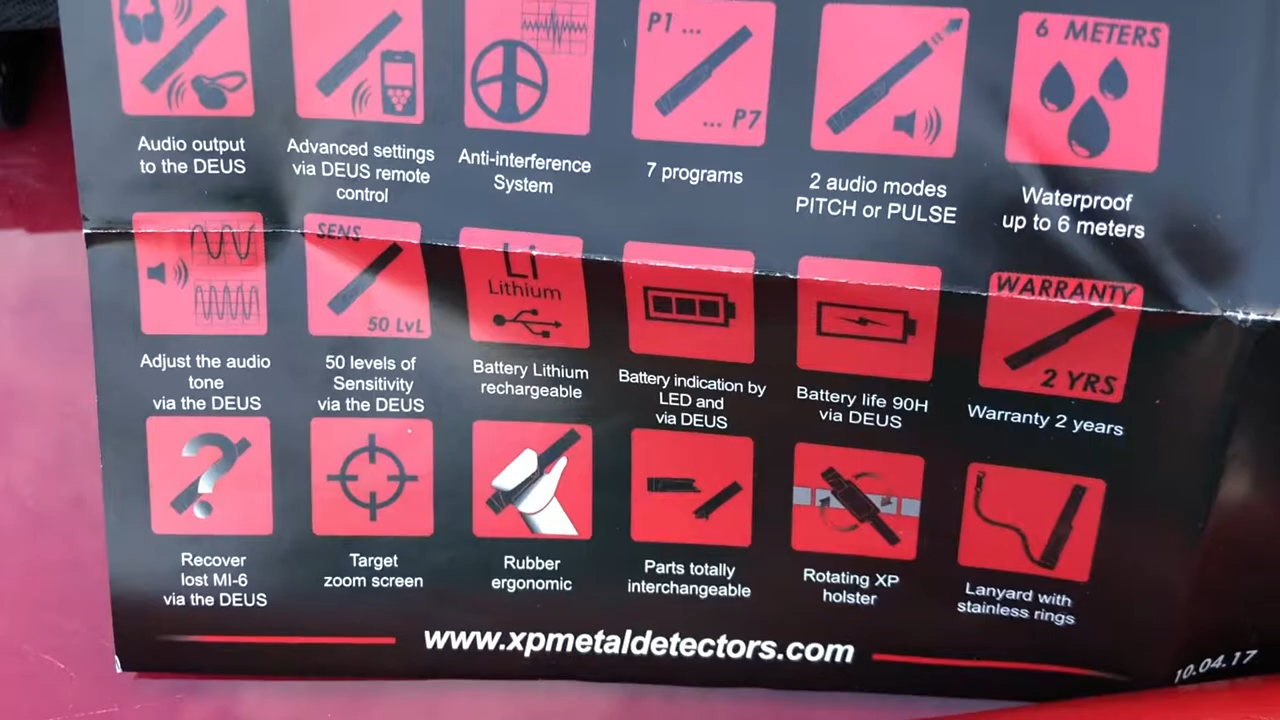 P1 ...
... P7
6 METERS
Audio output
to the DEUS
Advanced settings
via DEUS remote
control
Anti-interference
System
7 programs
2 audio modes
PITCH or PULSE
Waterproof
up to 6 meters
SENS
50 LvL
Li
Lithium
WARRANTY
2 YRS
Adjust the audio
tone
via the DEUS
50 levels of
Sensitivity
via the DEUS
Battery Lithium
rechargeable
Battery indication by
LED and
via DEUS
Battery life 90H
via DEUS
Warranty 2 years
?
Recover
lost MI-6
via the DEUS
Target
zoom screen
Rubber
ergonomic
Parts totally
interchangeable
Rotating XP
holster
Lanyard with
stainless rings
www.xpmetaldetectors.com
10.04.17